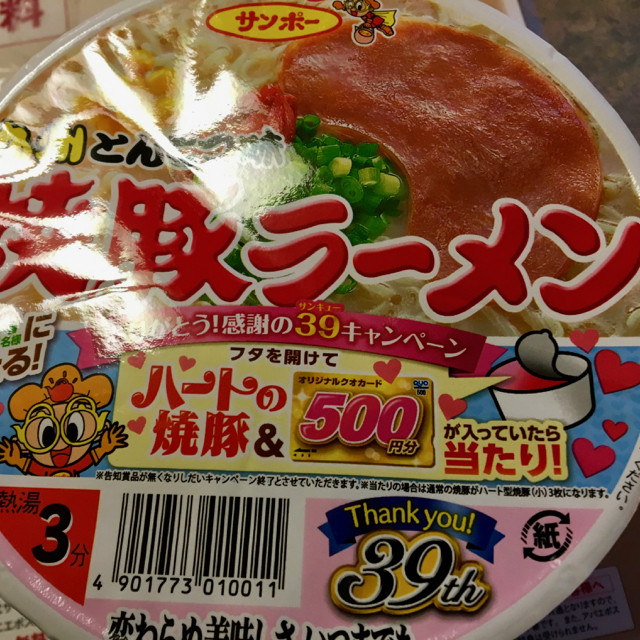 サンポー
とん
焼豚ラーメン
サンキュー
とう!感謝の39キャンペーン
名様に
る!
フタを開けて
ハートの
焼豚&
オリジナルクオカード
QUO
500
円分
が入っていたら
当たり!
※告知賞品が無くなりしだいキャンペーン終了とさせていただきます。※当たりの場合は通常の焼豚がハート型焼豚(小)3枚になります。
熱湯
3分
4 901773 010011
Thank you!
39th
紙
変わらぬ美味しさいつまでも
料